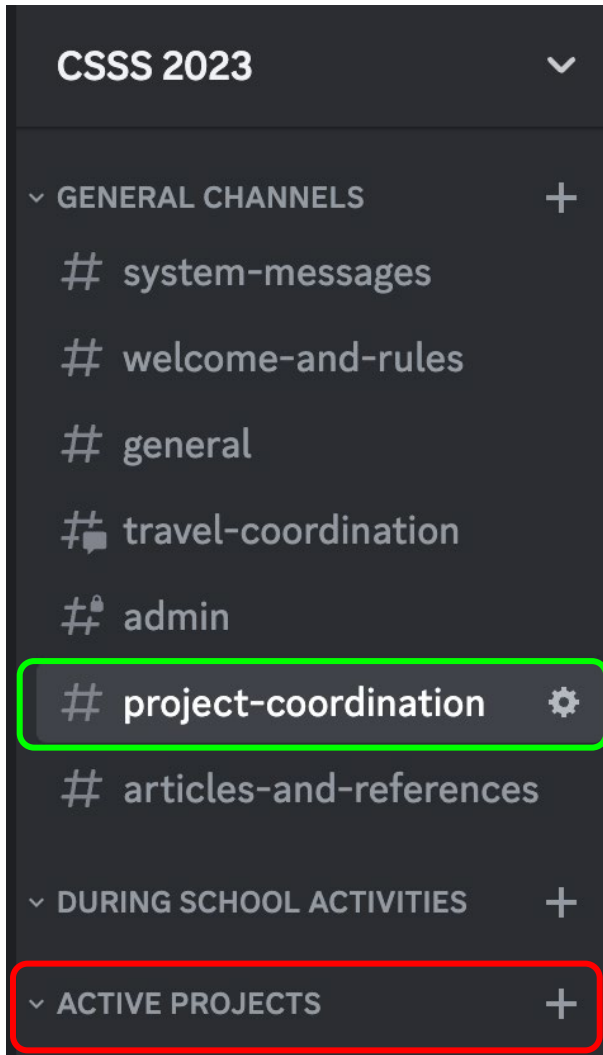 CSSS 2023
GENERAL CHANNELS
# system-messages
# welcome-and-rules
# general
# travel-coordination
# admin
# project-coordination
# articles-and-references
DURING SCHOOL ACTIVITIES
ACTIVE PROJECTS